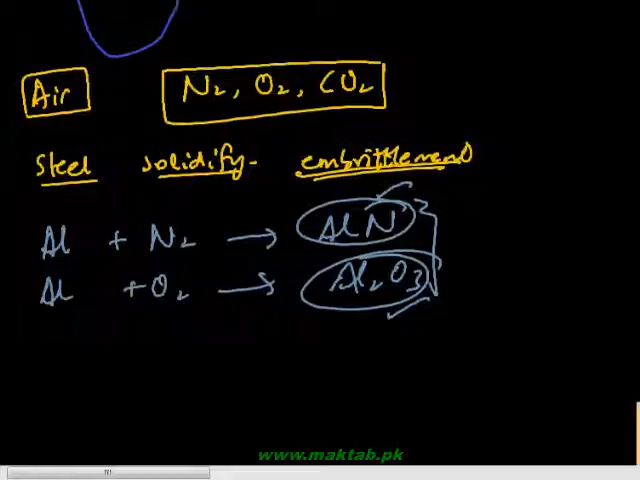 Air N2, O2, CO2
Steel solidify- embrittlement
Al + N2 → AlN
Al + O2 → Al2O3
www.maktab.pk